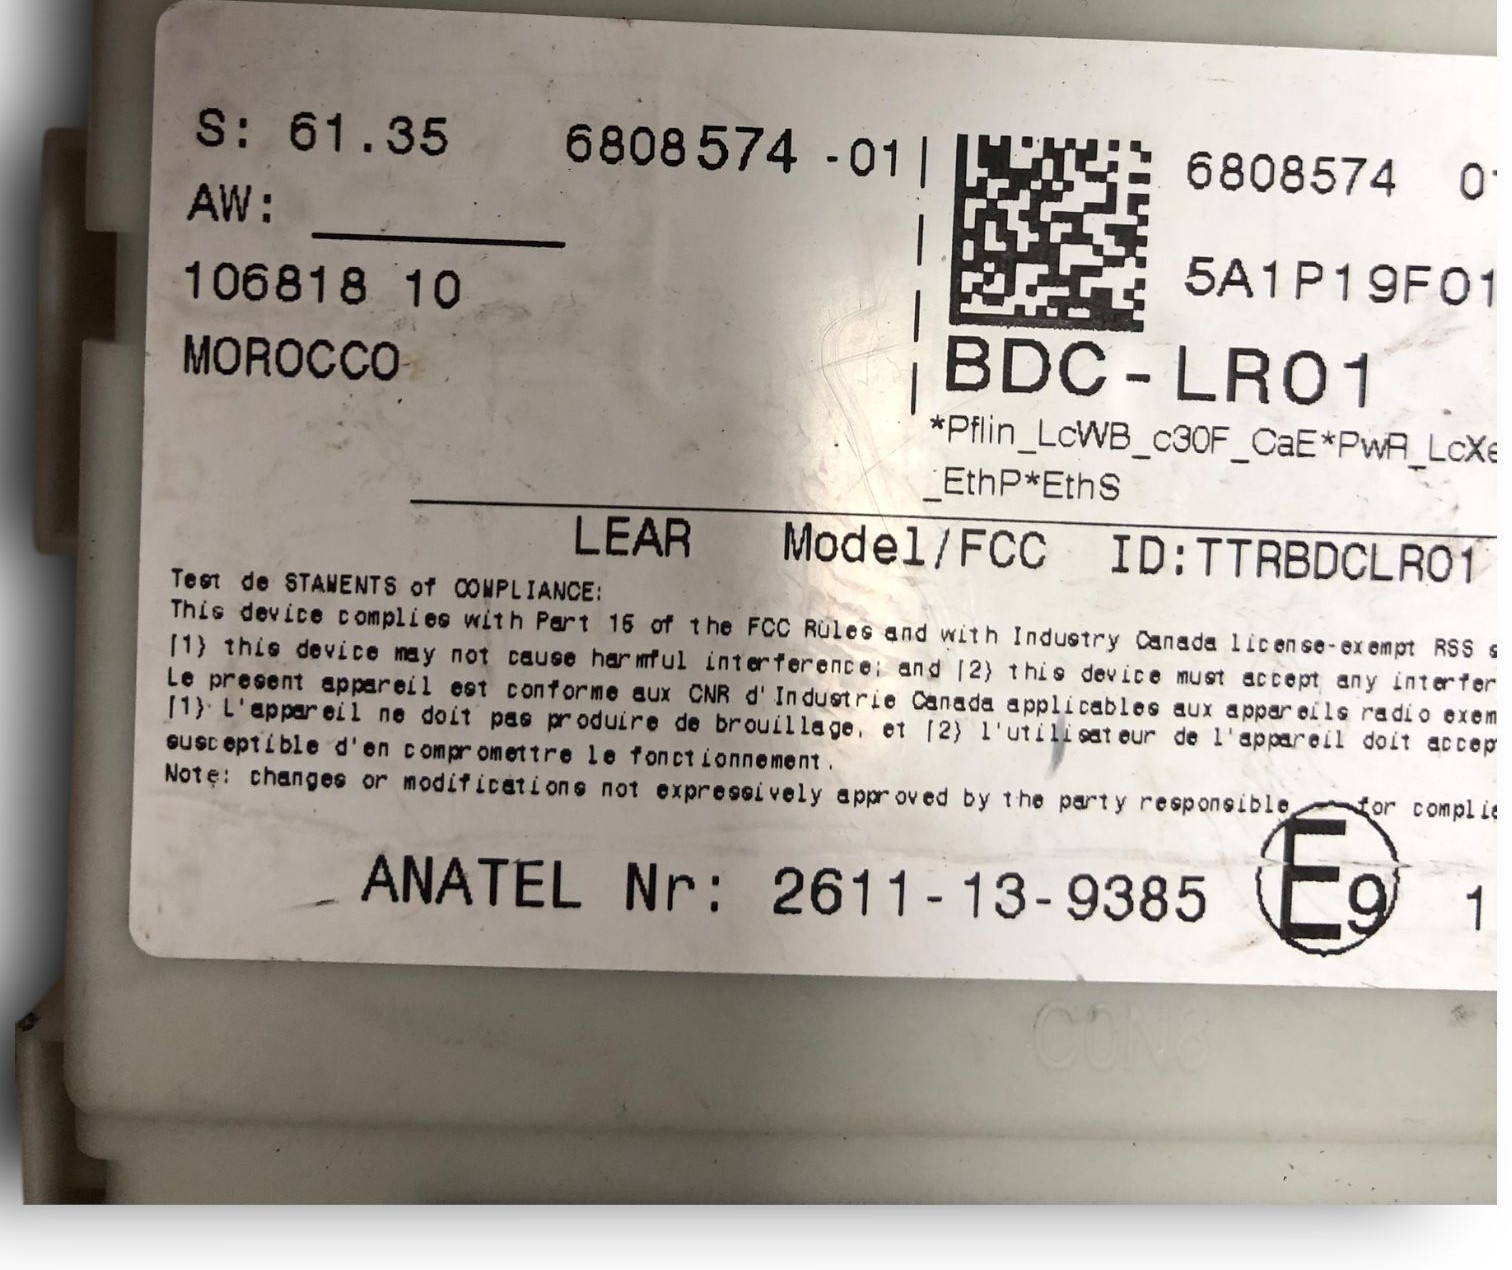 S: 61.35 6808574 -01
AW:
106818 10
MOROCCO
6808574
5A1P19F01
BDC-LR01
*Pflin_LcWB_c30F_CaE*PwR_LcXe
_EthP*EthS
LEAR Model/FCC ID:TTRBDCLR01
Test de STAMENTS of COMPLIANCE:
This device complies with Part 15 of the FCC Rules and with Industry Canada license-exempt RSS s
[1} this device may not cause harmful interference; and [2} this device must accept any interfer
Le present appareil est conforme aux CNR d'Industrie Canada applicables aux appareils radio exem
[1} L'appareil ne doit pas produire de brouillage, et [2} l'utilisateur de l'appareil doit accep
susceptible d'en compromettre le fonctionnement.
Note: changes or modifications not expressively approved by the party responsible for complia
ANATEL Nr: 2611-13-9385 E9 1
CON8